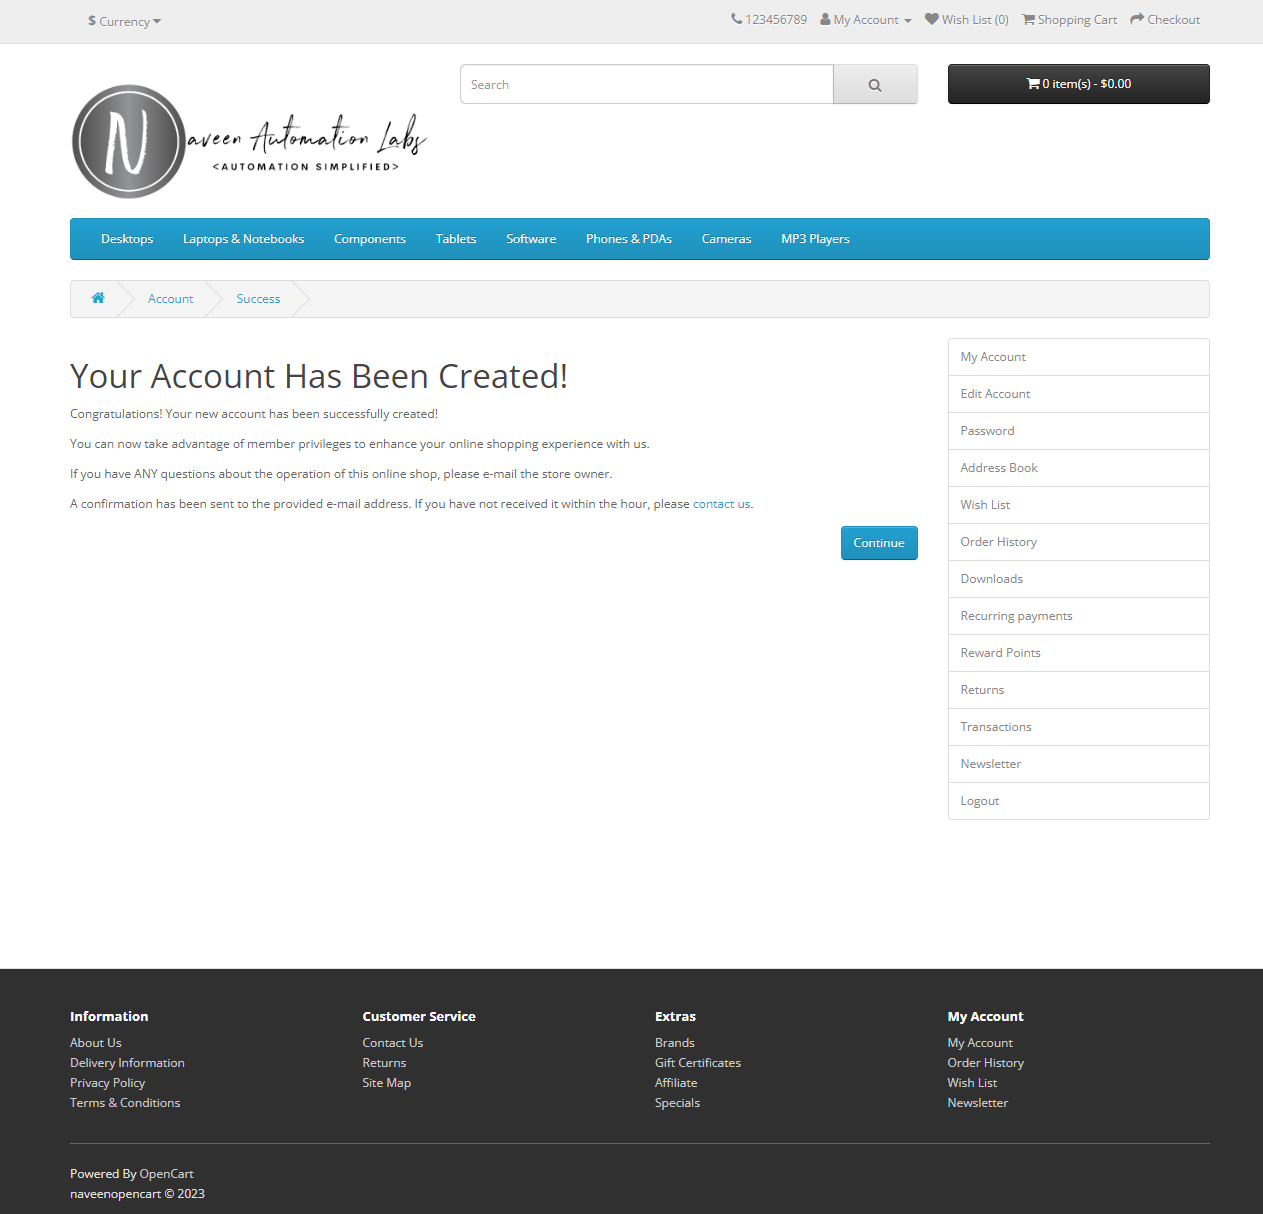 $ Currency
123456789 My Account Wish List (0) Shopping Cart Checkout
Naveen Automation Labs
<AUTOMATION SIMPLIFIED>
Search
0 item(s) - $0.00
Desktops Laptops & Notebooks Components Tablets Software Phones & PDAs Cameras MP3 Players
Account Success
Your Account Has Been Created!
Congratulations! Your new account has been successfully created!
You can now take advantage of member privileges to enhance your online shopping experience with us.
If you have ANY questions about the operation of this online shop, please e-mail the store owner.
A confirmation has been sent to the provided e-mail address. If you have not received it within the hour, please contact us.
Continue
My Account
Edit Account
Password
Address Book
Wish List
Order History
Downloads
Recurring payments
Reward Points
Returns
Transactions
Newsletter
Logout
Information
About Us
Delivery Information
Privacy Policy
Terms & Conditions
Customer Service
Contact Us
Returns
Site Map
Extras
Brands
Gift Certificates
Affiliate
Specials
My Account
My Account
Order History
Wish List
Newsletter
Powered By OpenCart
naveenopencart © 2023